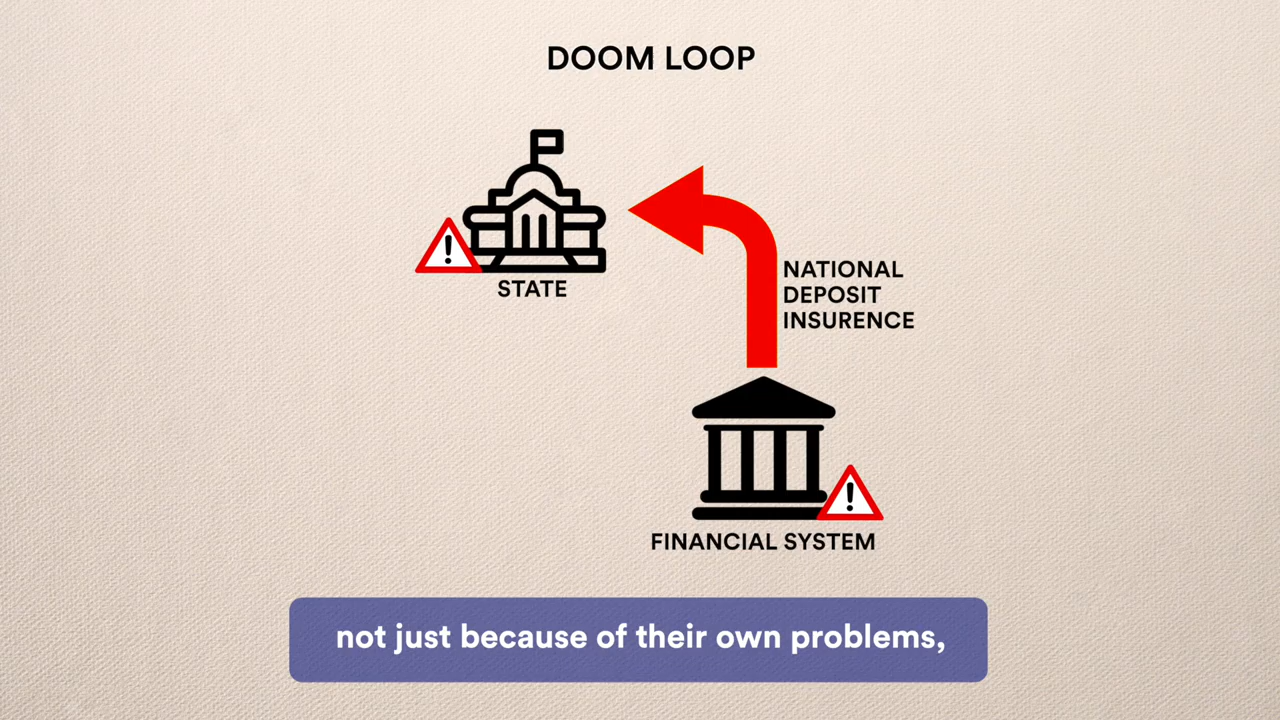 DOOM LOOP
STATE
NATIONAL
DEPOSIT
INSURENCE
FINANCIAL SYSTEM
not just because of their own problems,